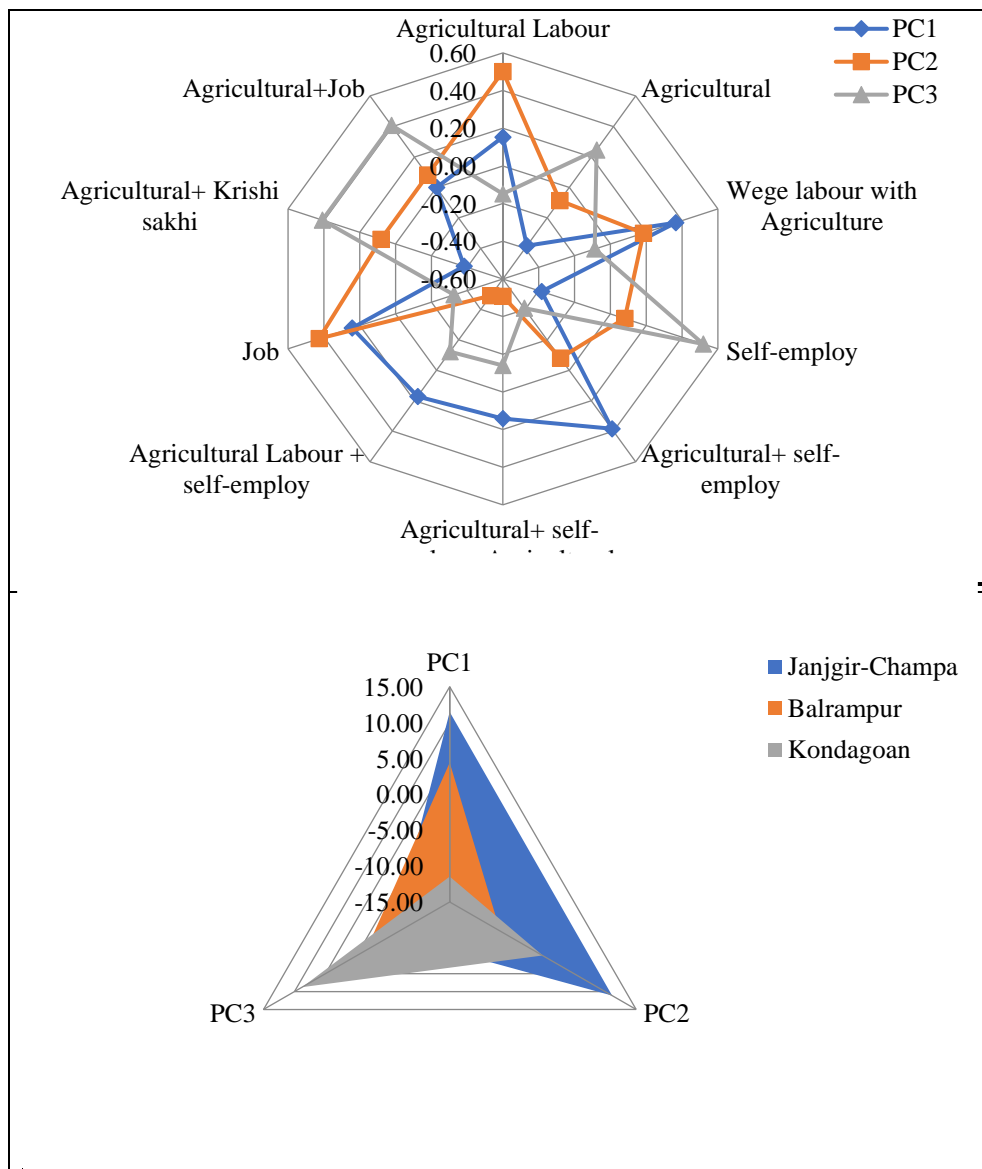 Agricultural Labour
0.60
0.40
0.20
0.00
-0.20
-0.40
-0.60
PC1
PC2
PC3
Agricultural
Wege labour with
Agriculture
Self-employ
Agricultural+ self-
employ
Agricultural+ self-
Agricultural Labour +
self-employ
Job
Agricultural+ Krishi
sakhi
Agricultural+Job
PC1
15.00
10.00
5.00
0.00
-5.00
-10.00
-15.00
PC2
PC3
Janjgir-Champa
Balrampur
Kondagoan